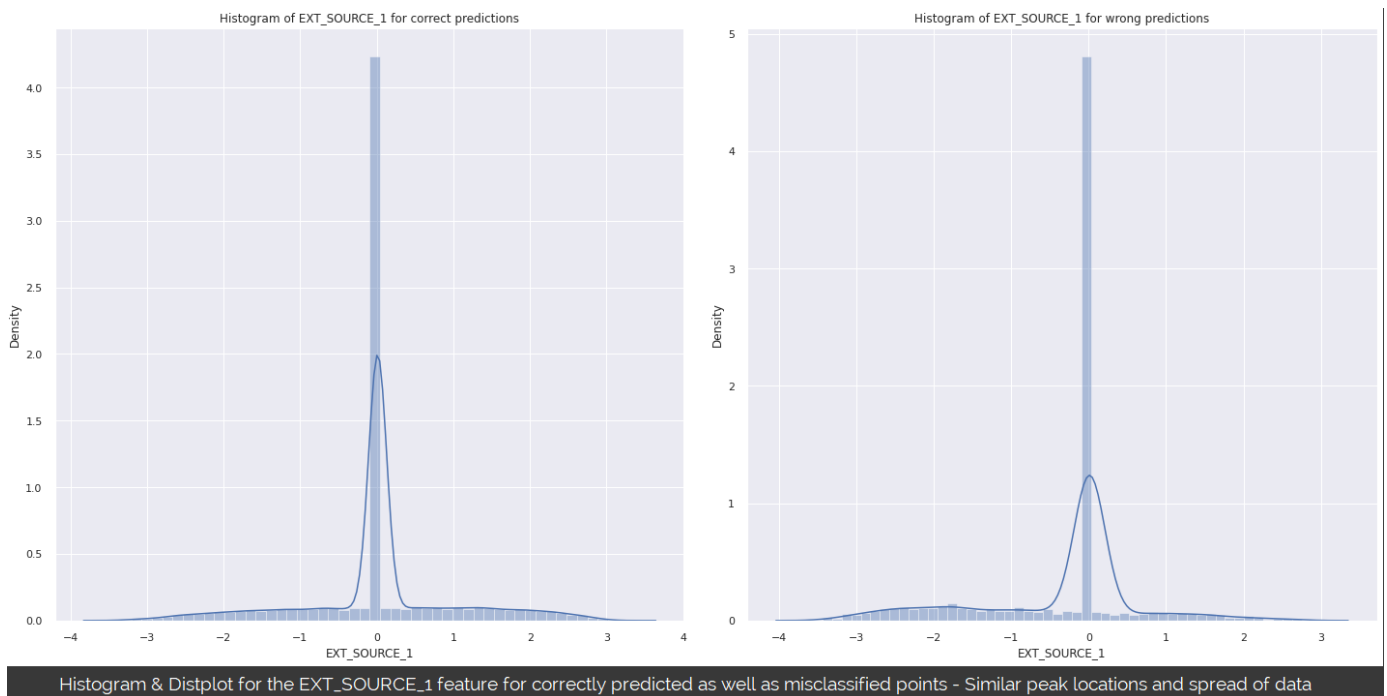 Histogram of EXT_SOURCE_1 for correct predictions
4.0
3.5
3.0
2.5
2.0
1.5
1.0
0.5
0.0
Density
−4 −3 −2 −1 0 1 2 3 4
EXT_SOURCE_1
Histogram of EXT_SOURCE_1 for wrong predictions
5
4
3
2
1
0
Density
−4 −3 −2 −1 0 1 2 3
EXT_SOURCE_1
Histogram & Distplot for the EXT_SOURCE_1 feature for correctly predicted as well as misclassified points - Similar peak locations and spread of data